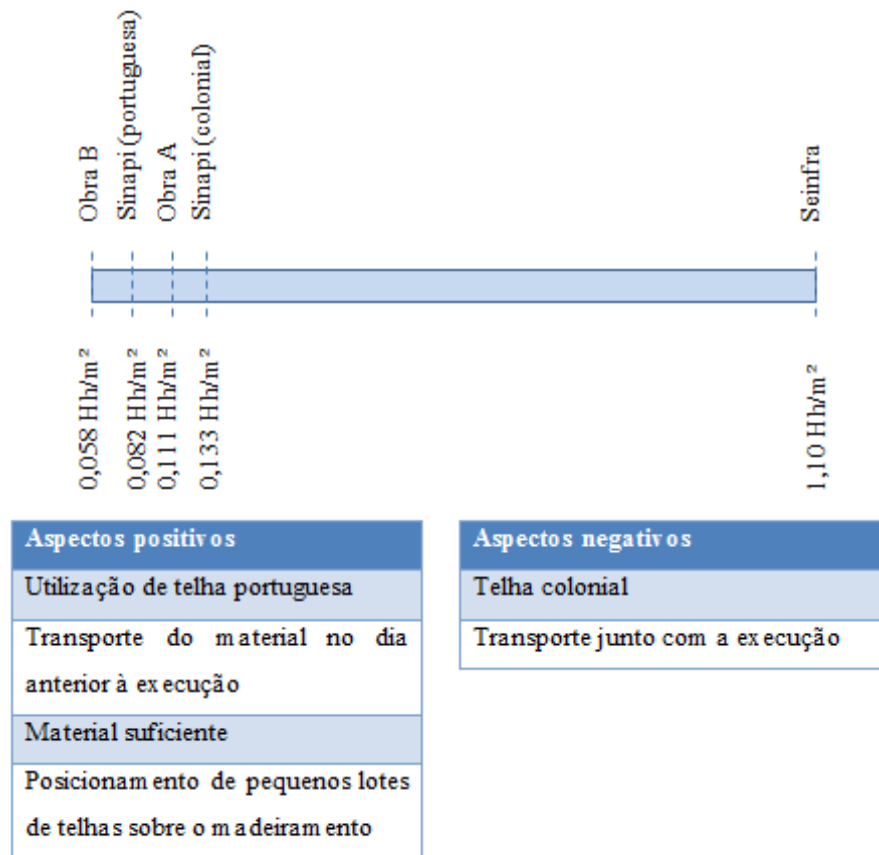 Obra B
Sinapi (portuguesa)
Obra A
Sinapi (colonial)
Seinfra
0,058 Hh/m²
0,082 Hh/m²
0,111 Hh/m²
0,133 Hh/m²
1,10 Hh/m²
Aspectos positivos
Utilização de telha portuguesa
Transporte do material no dia
anterior à execução
Material suficiente
Posicionamento de pequenos lotes
de telhas sobre o madeiramento
Aspectos negativos
Telha colonial
Transporte junto com a execução